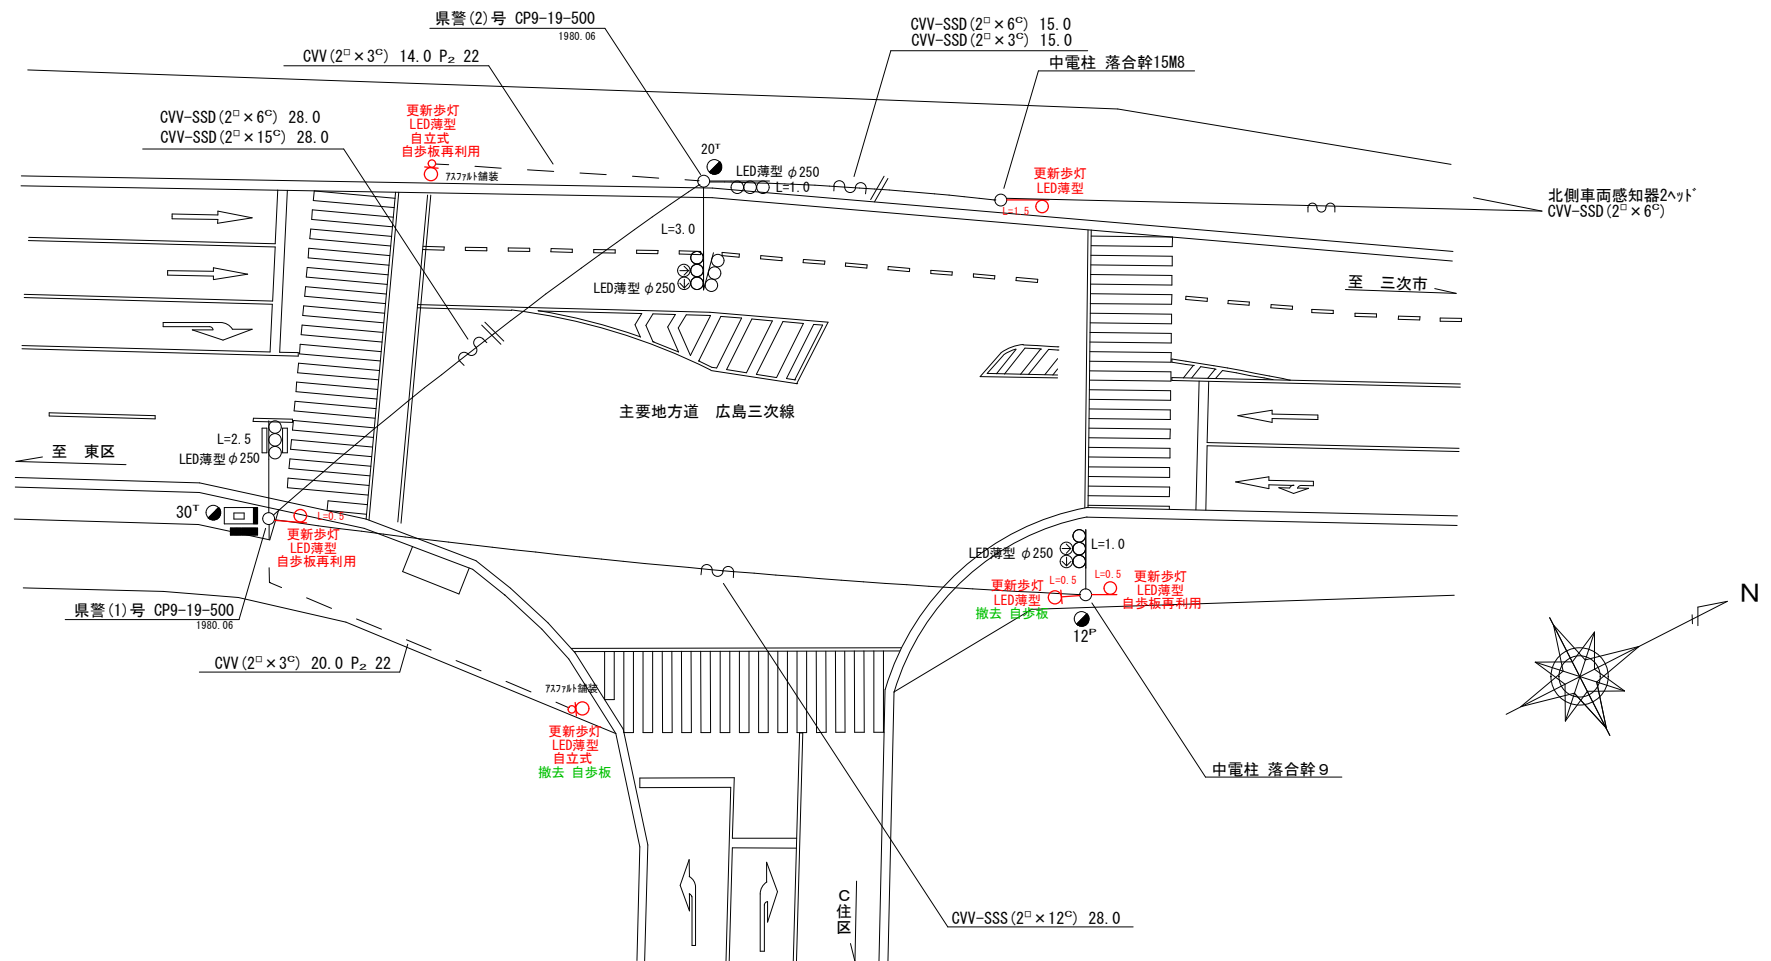 県警(2)号 CP9-19-500
1980.06
CVV(2□×3C) 14.0 P2 22
CVV-SSD(2□×6C) 15.0
CVV-SSD(2□×3C) 15.0
中電柱 落合幹15M8
CVV-SSD(2□×6C) 28.0
CVV-SSD(2□×15C) 28.0
更新歩灯
LED薄型
自立式
自歩板再利用
アスファルト舗装
20T
LED薄型 φ250
L=1.0
更新歩灯
LED薄型
L=1.5
北側車両感知器2ヘッド
CVV-SSD(2□×6C)
L=3.0
LED薄型 φ250
至 三次市
主要地方道 広島三次線
L=2.5
LED薄型 φ250
至 東区
30T
L=0.5
更新歩灯
LED薄型
自歩板再利用
LED薄型 φ250
L=1.0
更新歩灯
LED薄型
撤去 自歩板
L=0.5
L=0.5
更新歩灯
LED薄型
自歩板再利用
12P
N
県警(1)号 CP9-19-500
1980.06
CVV(2□×3C) 20.0 P2 22
アスファルト舗装
更新歩灯
LED薄型
自立式
撤去 自歩板
中電柱 落合幹9
C住区
CVV-SSS(2□×12C) 28.0